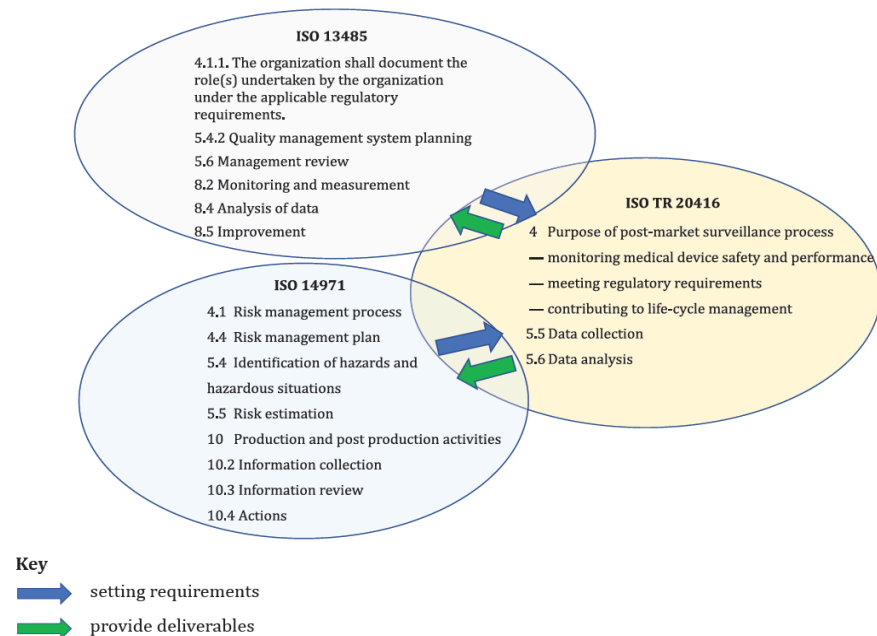 ISO 13485
4.1.1. The organization shall document the
role(s) undertaken by the organization
under the applicable regulatory
requirements.
5.4.2 Quality management system planning
5.6 Management review
8.2 Monitoring and measurement
8.4 Analysis of data
8.5 Improvement
ISO TR 20416
4 Purpose of post-market surveillance process
— monitoring medical device safety and performance
— meeting regulatory requirements
— contributing to life-cycle management
5.5 Data collection
5.6 Data analysis
ISO 14971
4.1 Risk management process
4.4 Risk management plan
5.4 Identification of hazards and
hazardous situations
5.5 Risk estimation
10 Production and post production activities
10.2 Information collection
10.3 Information review
10.4 Actions
Key
setting requirements
provide deliverables